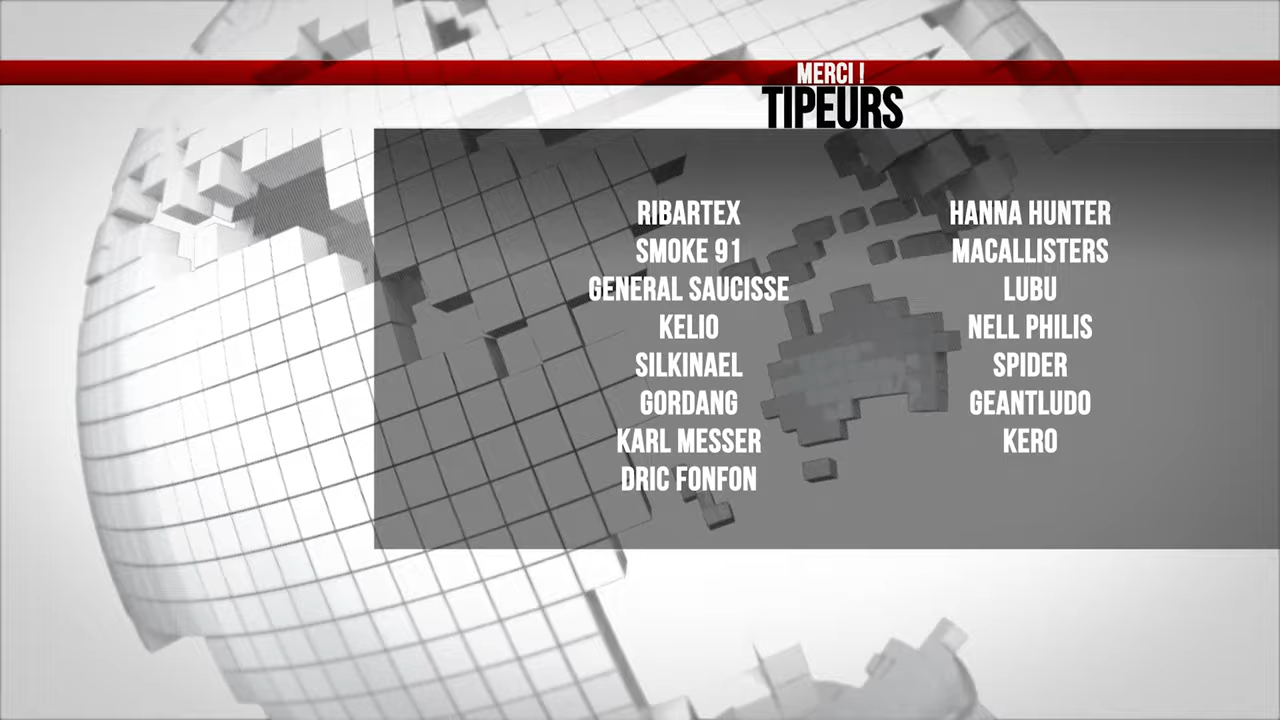 MERCI !
TIPEURS
RIBARTEX
SMOKE 91
GENERAL SAUCISSE
KELIO
SILKINAEL
GORDANG
KARL MESSER
DRIC FONFON
HANNA HUNTER
MACALLISTERS
LUBU
NELL PHILIS
SPIDER
GEANTLUDO
KERO